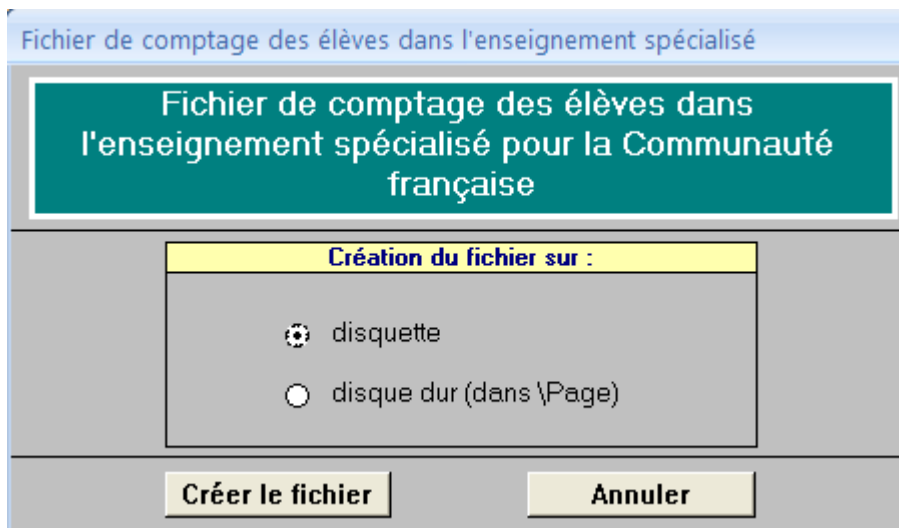 Fichier de comptage des élèves dans l'enseignement spécialisé
Fichier de comptage des élèves dans
l'enseignement spécialisé pour la Communauté
française
Création du fichier sur :
disquette
disque dur (dans \Page)
Créer le fichier
Annuler